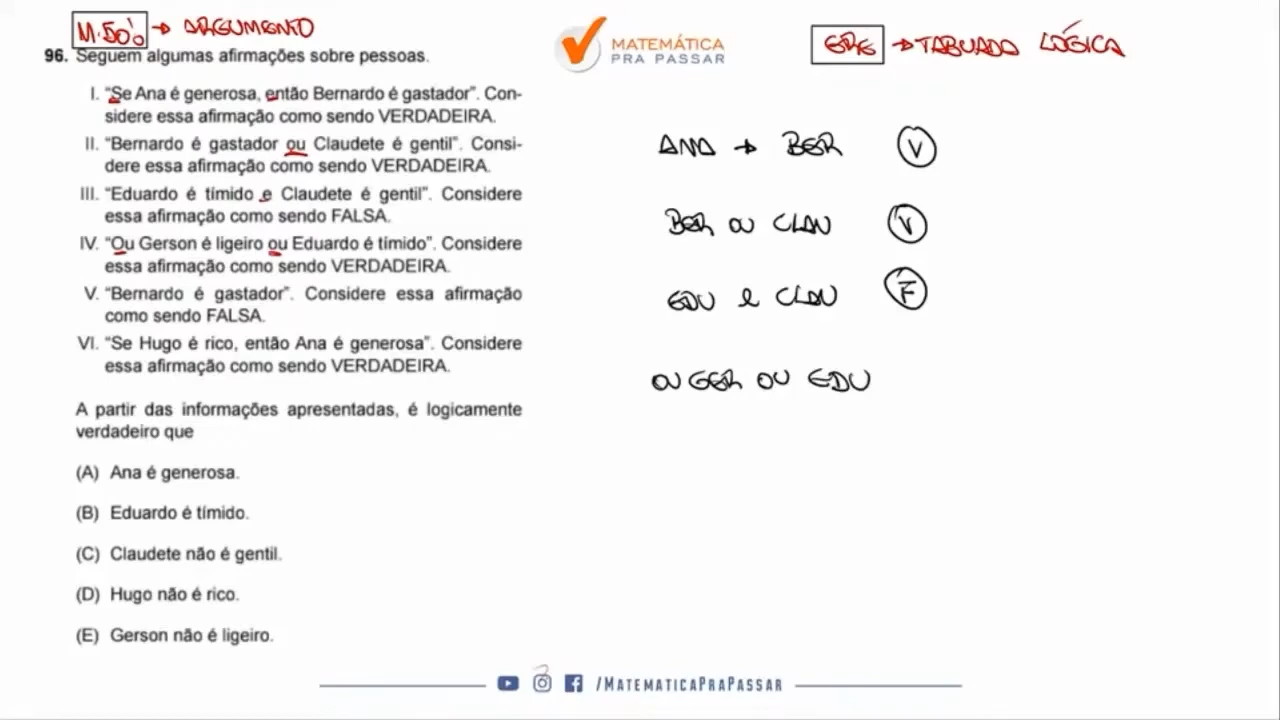 M.50's → ARGUMENTO
96. Seguem algumas afirmações sobre pessoas.
I. “Se Ana é generosa, então Bernardo é gastador”. Con-
sidere essa afirmação como sendo VERDADEIRA.
II. “Bernardo é gastador ou Claudete é gentil”. Consi-
dere essa afirmação como sendo VERDADEIRA.
III. “Eduardo é tímido e Claudete é gentil”. Considere
essa afirmação como sendo FALSA.
IV. “Ou Gerson é ligeiro ou Eduardo é tímido”. Considere
essa afirmação como sendo VERDADEIRA.
V. “Bernardo é gastador”. Considere essa afirmação
como sendo FALSA.
VI. “Se Hugo é rico, então Ana é generosa”. Considere
essa afirmação como sendo VERDADEIRA.
A partir das informações apresentadas, é logicamente
verdadeiro que
(A) Ana é generosa.
(B) Eduardo é tímido.
(C) Claudete não é gentil.
(D) Hugo não é rico.
(E) Gerson não é ligeiro.
MATEMÁTICA
PRA PASSAR
→ TABUADA LÓGICA
ANA → BER V
BER OU CLAU V
EDU e CLAU F
OU GER OU EDU
/MATEMATICAPRAPASSAR